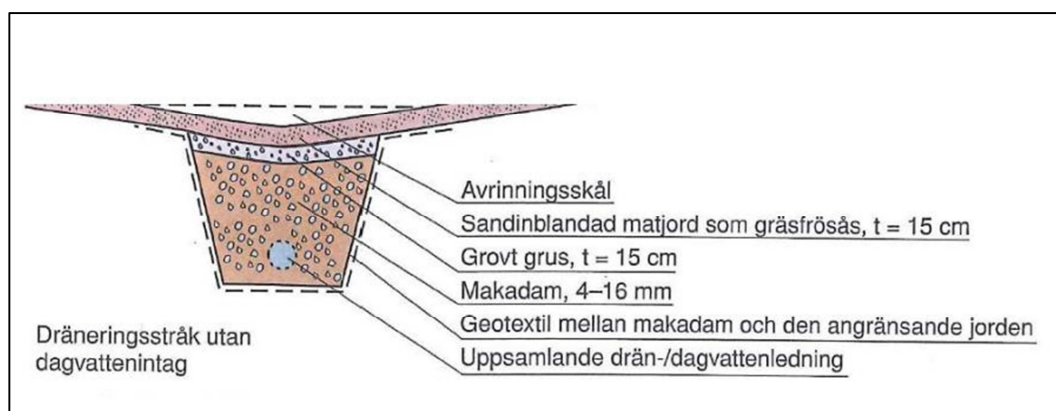 Avrinningsskål
Sandinblandad matjord som gräsfrösås, t = 15 cm
Grovt grus, t = 15 cm
Makadam, 4–16 mm
Geotextil mellan makadam och den angränsande jorden
Uppsamlande drän-/dagvattenledning
Dräneringsstråk utan
dagvattenintag